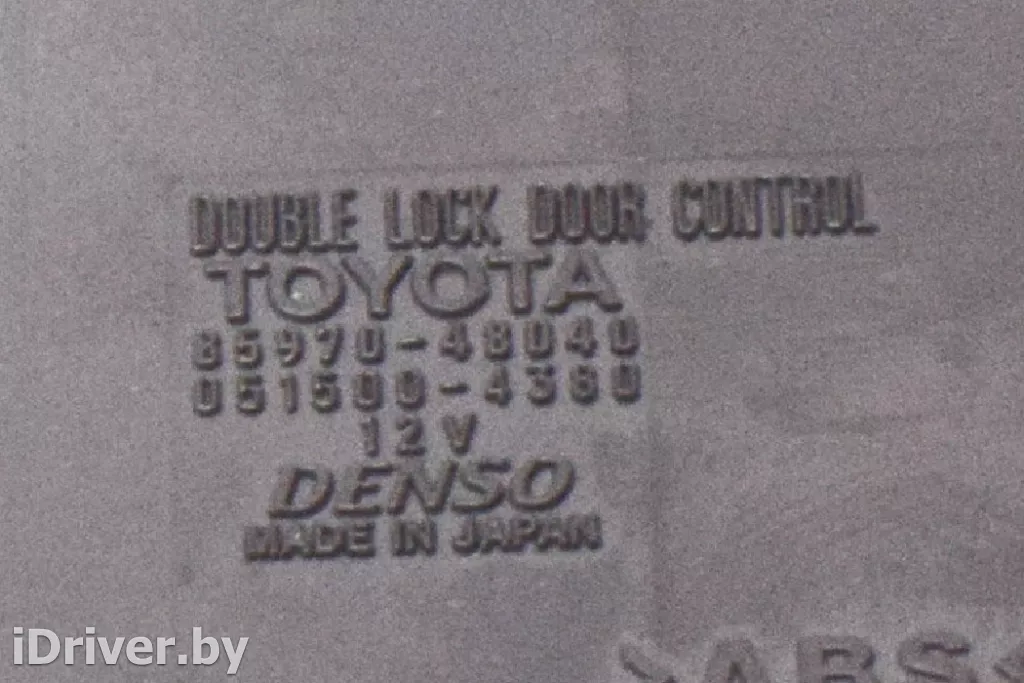 DOUBLE LOCK DOOR CONTROL
TOYOTA
85970-48040
051500-4380
12V
DENSO
MADE IN JAPAN
>ABS<
iDriver.by